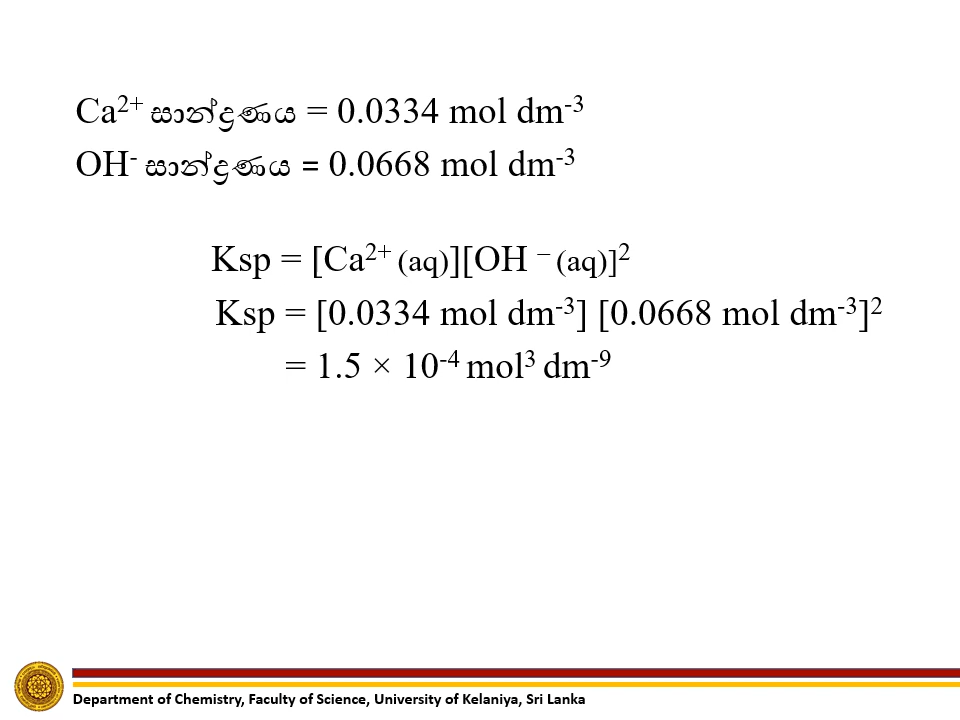 Ca²⁺ සාන්ද්‍රණය = 0.0334 mol dm⁻³
OH⁻ සාන්ද්‍රණය = 0.0668 mol dm⁻³
Ksp = [Ca²⁺ (aq)][OH ⁻ (aq)]²
Ksp = [0.0334 mol dm⁻³] [0.0668 mol dm⁻³]²
= 1.5 × 10⁻⁴ mol³ dm⁻⁹
Department of Chemistry, Faculty of Science, University of Kelaniya, Sri Lanka